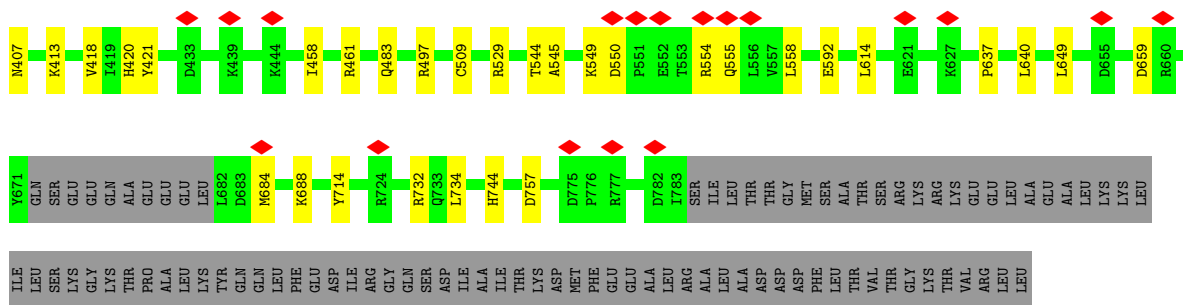 N407 K413 V418 I419 H420 Y421 D433 K439 K444 I458 R461 Q483 R497 C509 R529 T544 A545 K549 D550 P551 E552 T553 R554 Q555 L556 V557 L558 E592 L614 E621 K627 P637 L640 L649 D655 D659 R660
Y671 GLN SER GLU GLU GLN ALA GLU GLU GLU LEU L682 D683 M684 K688 Y714 R724 R732 Q733 L734 H744 D757 D775 P776 R777 D782 I783 SER ILE LEU THR THR GLY MET SER ALA THR SER ARG LYS ARG LYS GLU GLU LEU ALA GLU ALA ALA LEU LYS LYS LEU
ILE LEU SER LYS GLY LYS THR PRO ALA LEU LYS TYR GLN GLN LEU PHE GLU ASP ILE ARG GLY GLN SER ASP ILE ALA ILE THR LYS ASP MET PHE GLU GLU ALA LEU ARG ALA LEU ALA ASP ASP ASP PHE LEU THR VAL THR GLY LYS THR VAL ARG LEU LEU